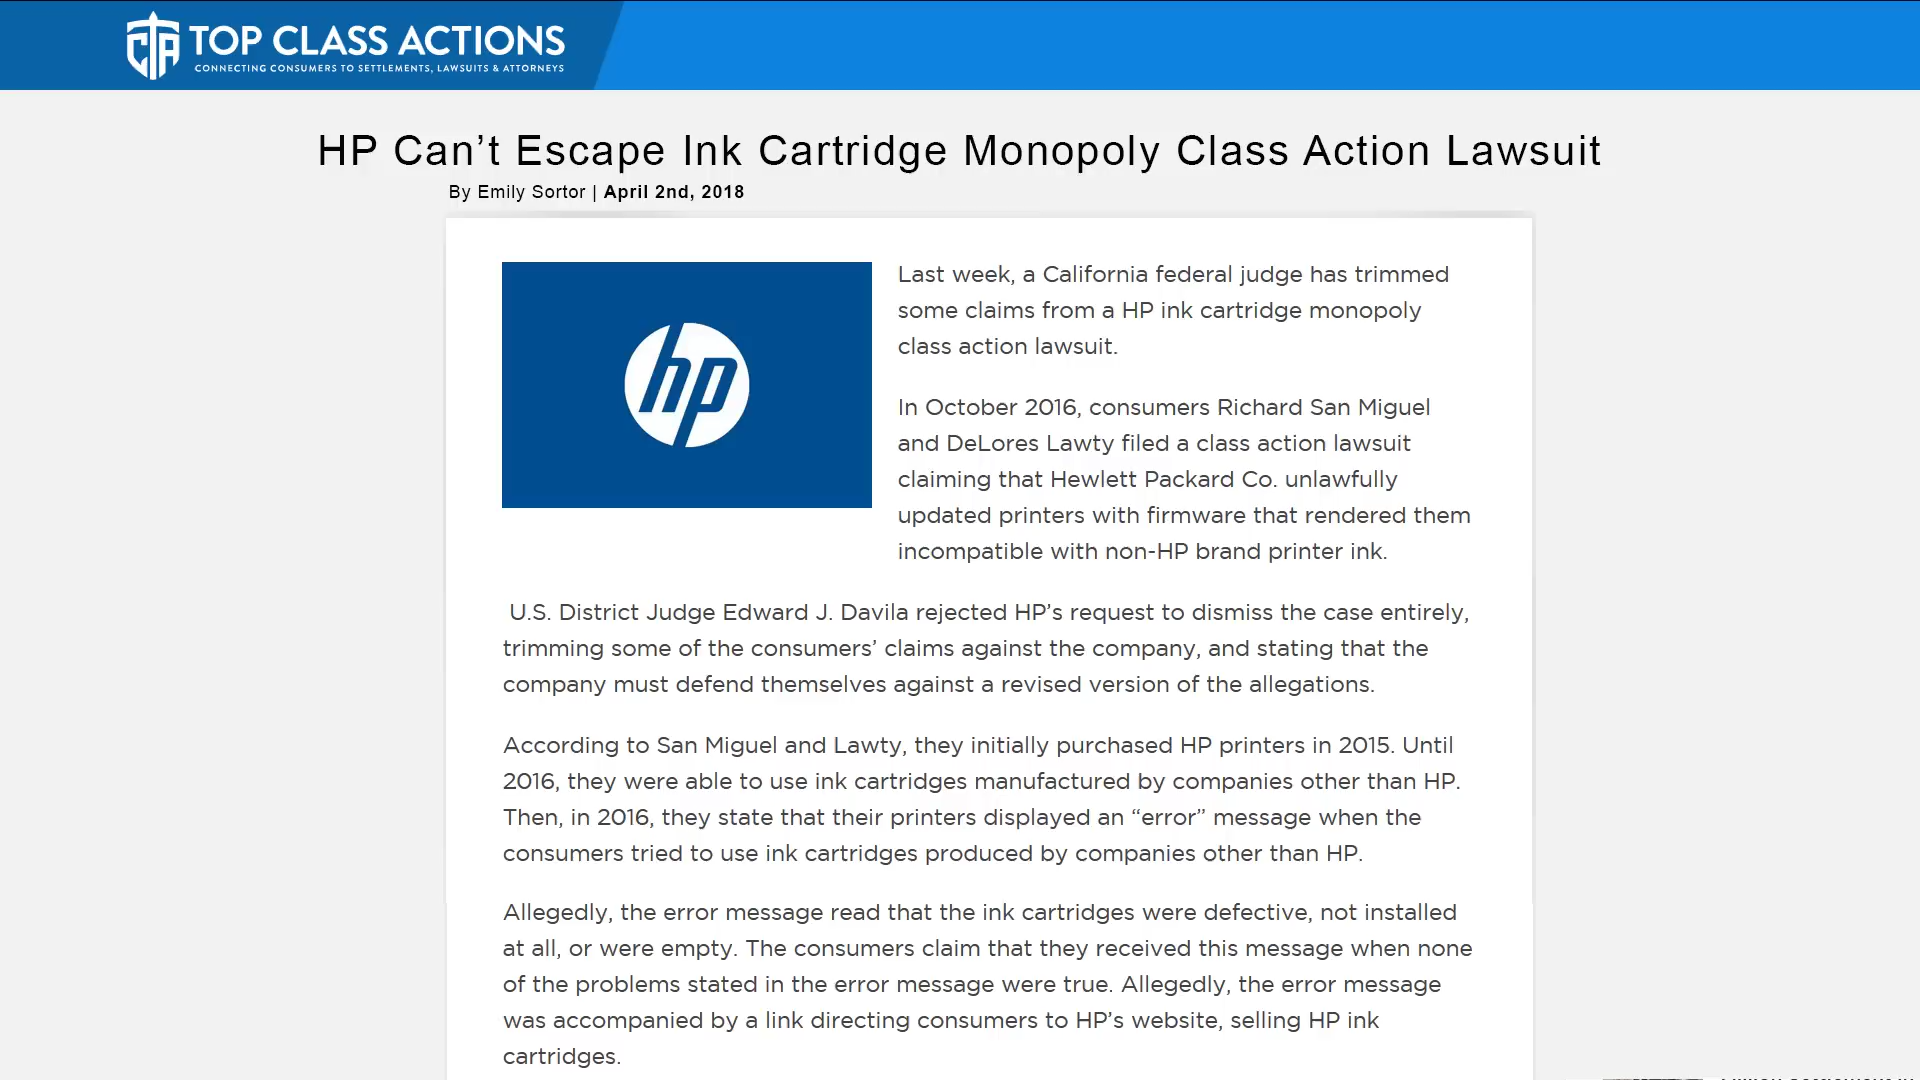 TOP CLASS ACTIONS
CONNECTING CONSUMERS TO SETTLEMENTS, LAWSUITS & ATTORNEYS
HP Can’t Escape Ink Cartridge Monopoly Class Action Lawsuit
By Emily Sortor | April 2nd, 2018
hp
Last week, a California federal judge has trimmed
some claims from a HP ink cartridge monopoly
class action lawsuit.
In October 2016, consumers Richard San Miguel
and DeLores Lawty filed a class action lawsuit
claiming that Hewlett Packard Co. unlawfully
updated printers with firmware that rendered them
incompatible with non-HP brand printer ink.
U.S. District Judge Edward J. Davila rejected HP’s request to dismiss the case entirely,
trimming some of the consumers’ claims against the company, and stating that the
company must defend themselves against a revised version of the allegations.
According to San Miguel and Lawty, they initially purchased HP printers in 2015. Until
2016, they were able to use ink cartridges manufactured by companies other than HP.
Then, in 2016, they state that their printers displayed an “error” message when the
consumers tried to use ink cartridges produced by companies other than HP.
Allegedly, the error message read that the ink cartridges were defective, not installed
at all, or were empty. The consumers claim that they received this message when none
of the problems stated in the error message were true. Allegedly, the error message
was accompanied by a link directing consumers to HP’s website, selling HP ink
cartridges.